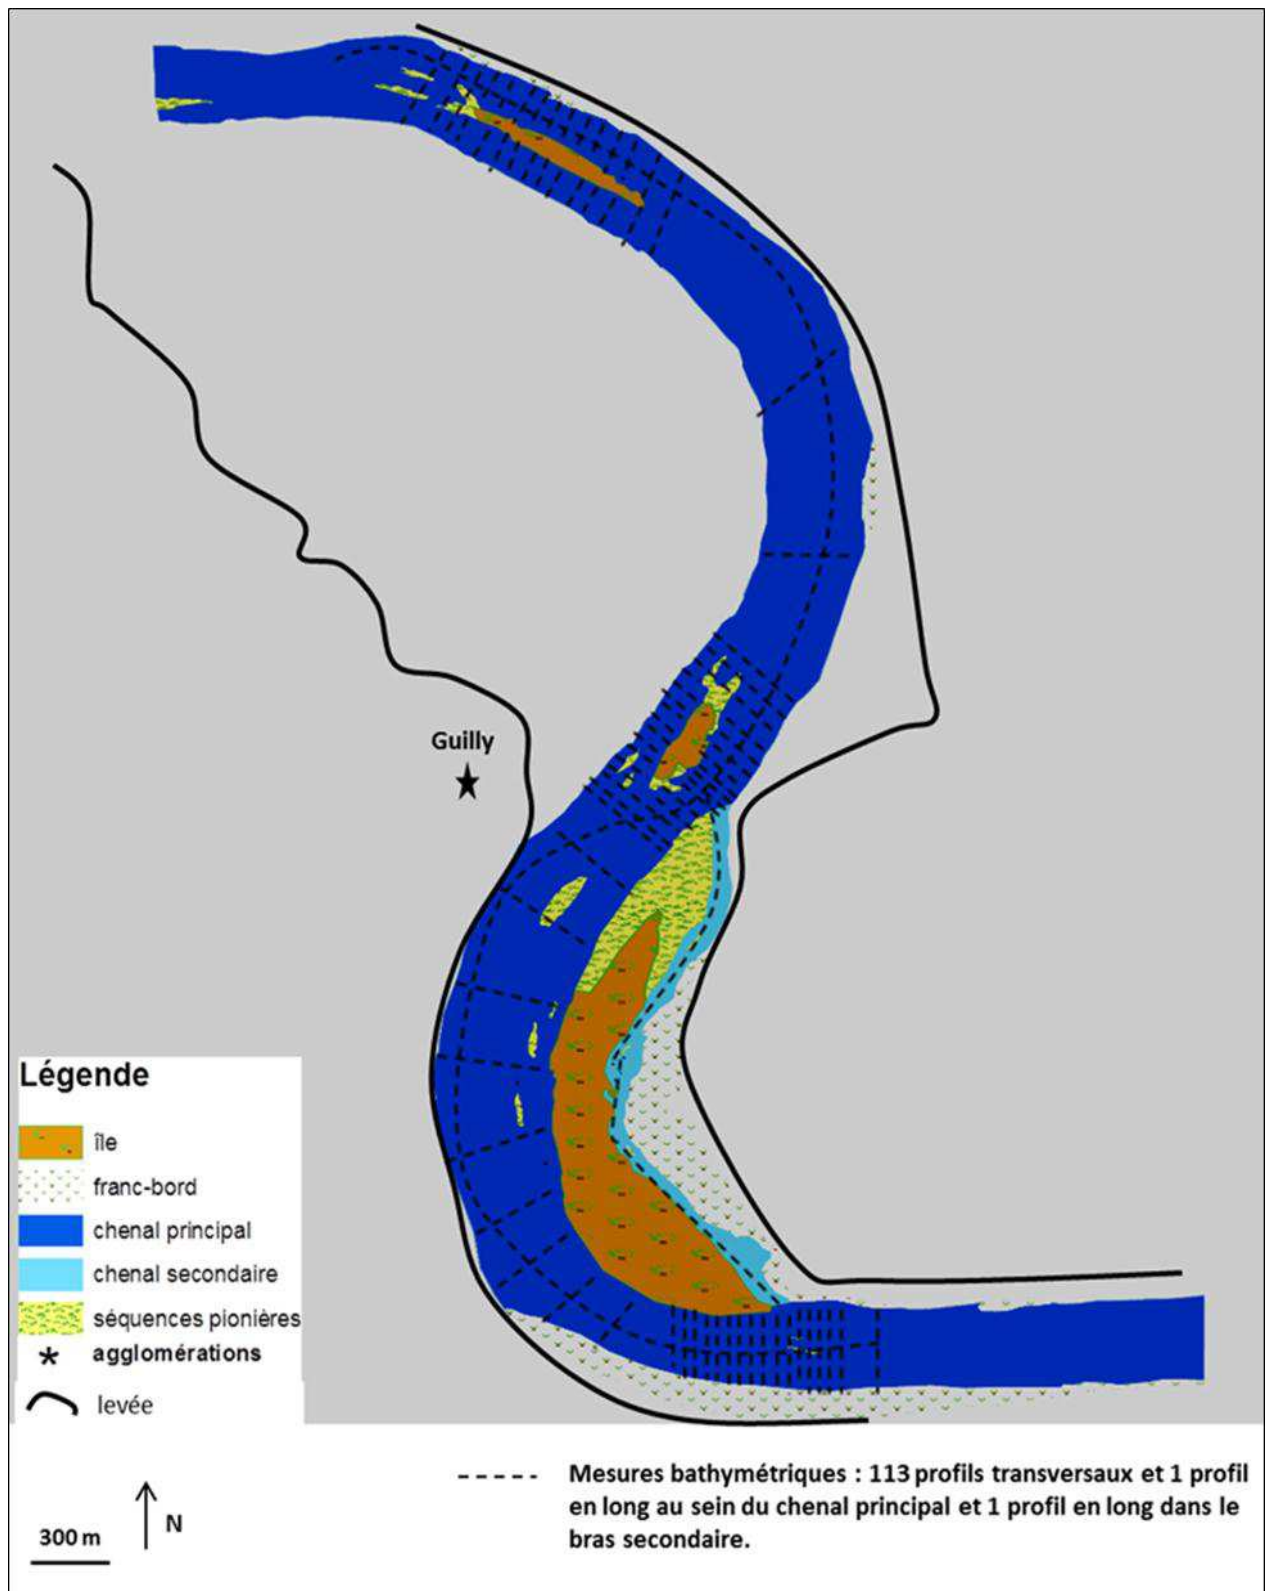 Guilly
Légende
île
franc-bord
chenal principal
chenal secondaire
séquences pionières
agglomérations
levée
300 m
N
Mesures bathymétriques : 113 profils transversaux et 1 profil
en long au sein du chenal principal et 1 profil en long dans le
bras secondaire.